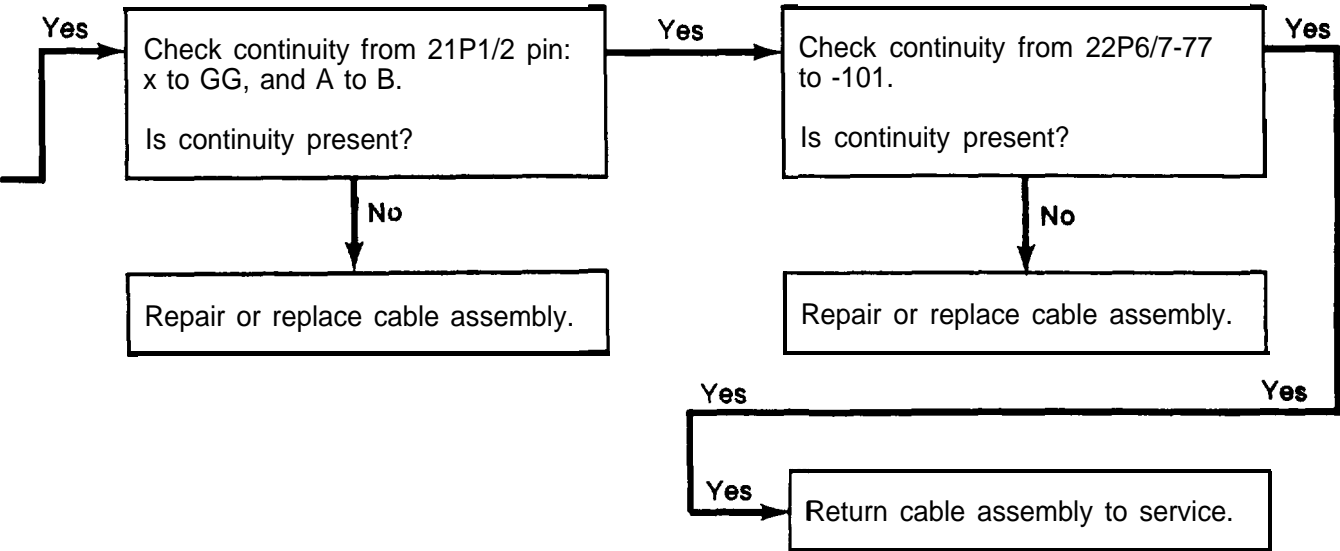 Yes
Check continuity from 21P1/2 pin:
x to GG, and A to B.
Is continuity present?
Yes
Check continuity from 22P6/7-77
to -101.
Is continuity present?
Yes
No
No
Repair or replace cable assembly.
Repair or replace cable assembly.
Yes
Yes
Yes
Return cable assembly to service.